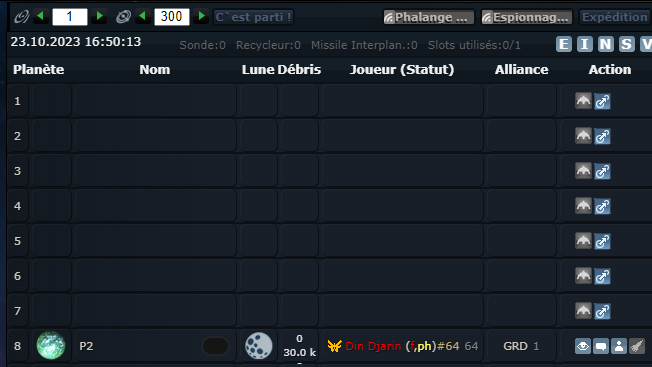 1 300 C`est parti ! Phalange ... Espionnag... Expédition
23.10.2023 16:50:13 Sonde:0 Recycleur:0 Missile Interplan.:0 Slots utilisés:0/1 E I N S V
Planète Nom Lune Débris Joueur (Statut) Alliance Action
1
2
3
4
5
6
7
8 P2 0 30.0 k Din Djann (f,ph)#64 64 GRD 1